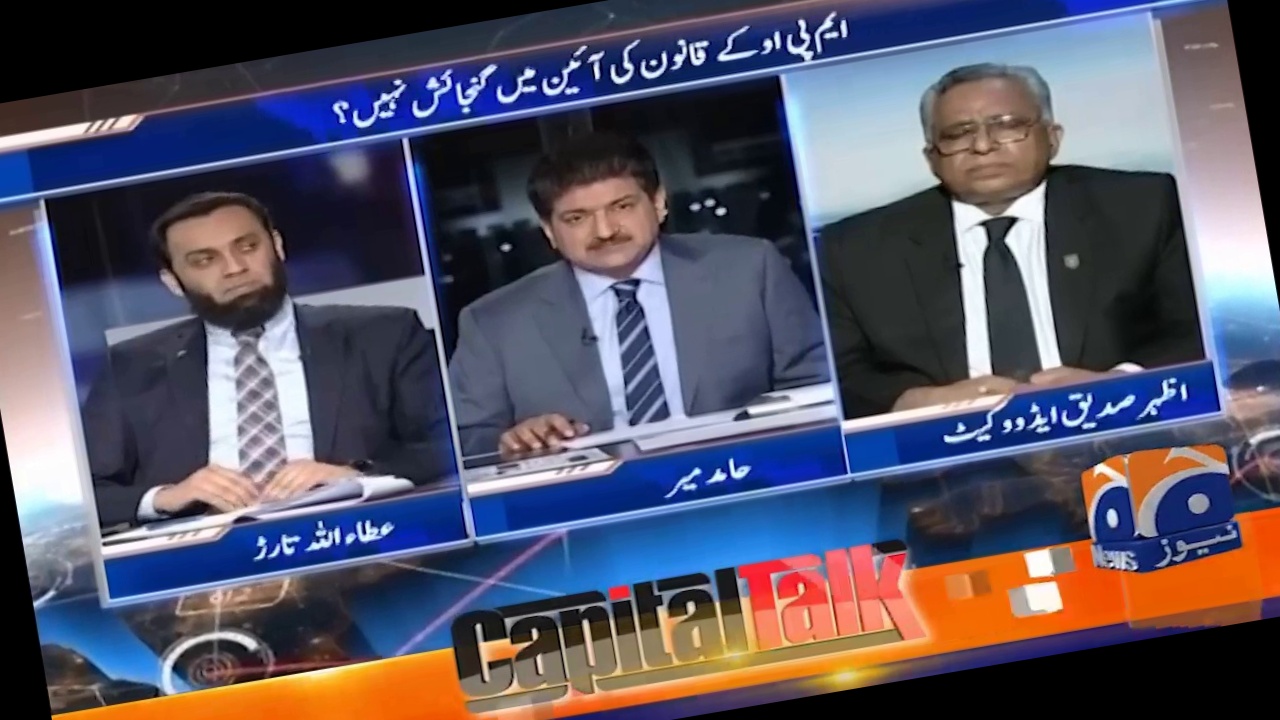 ایم پی او کے قانون کی آئین میں گنجائش نہیں؟
اظہر صدیق ایڈووکیٹ
حامد میر
عطاء اللہ تارڑ
Capital Talk
News نیوز